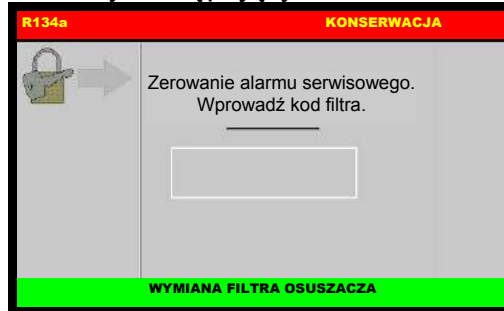 R134a KONSERWACJA
Zerowanie alarmu serwisowego.
Wprowadź kod filtra.
WYMIANA FILTRA OSUSZACZA